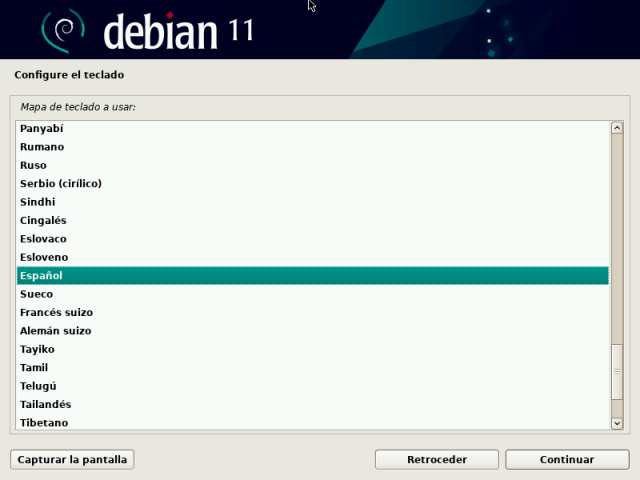 debian 11
Configure el teclado
Mapa de teclado a usar:
Panyabí
Rumano
Ruso
Serbio (cirílico)
Sindhi
Cingalés
Eslovaco
Esloveno
Español
Sueco
Francés suizo
Alemán suizo
Tayiko
Tamil
Telugú
Tailandés
Tibetano
Capturar la pantalla
Retroceder
Continuar